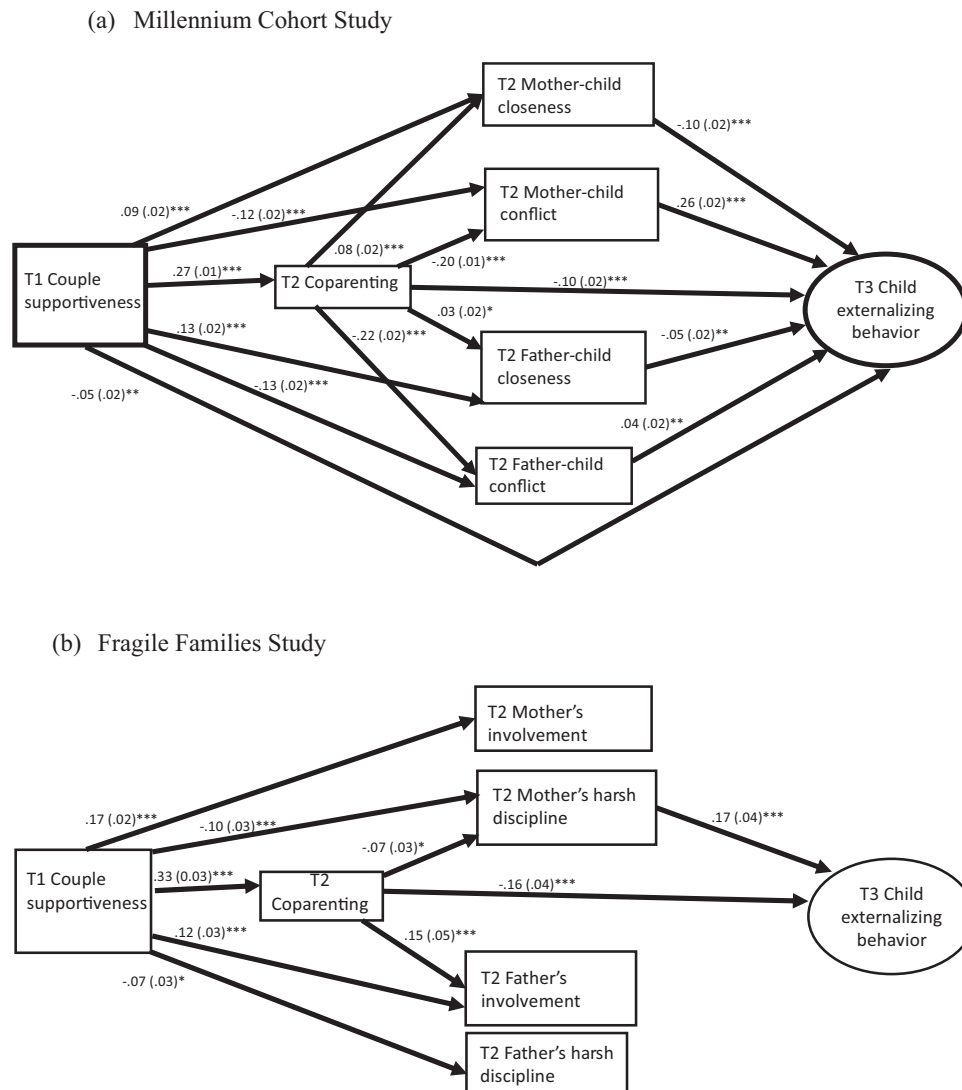 (a) Millennium Cohort Study
T2 Mother-child
closeness
-.10 (.02)***
T2 Mother-child
conflict
.09 (.02)***
-.12 (.02)***
.26 (.02)***
.08 (.02)***
-.20 (.01)***
T1 Couple
supportiveness
.27 (.01)***
T2 Coparenting
-.10 (.02)***
T3 Child
externalizing
behavior
.03 (.02)*
.13 (.02)***
-.22 (.02)***
-.05 (.02)**
T2 Father-child
closeness
-.05 (.02)**
-.13 (.02)***
.04 (.02)**
T2 Father-child
conflict
(b) Fragile Families Study
T2 Mother's
involvement
T2 Mother's harsh
discipline
.17 (.02)***
-.10 (.03)***
.17 (.04)***
-.07 (.03)*
T1 Couple
supportiveness
.33 (0.03)***
T2
Coparenting
-.16 (.04)***
T3 Child
externalizing
behavior
.12 (.03)***
.15 (.05)***
-.07 (.03)*
T2 Father's
involvement
T2 Father's harsh
discipline